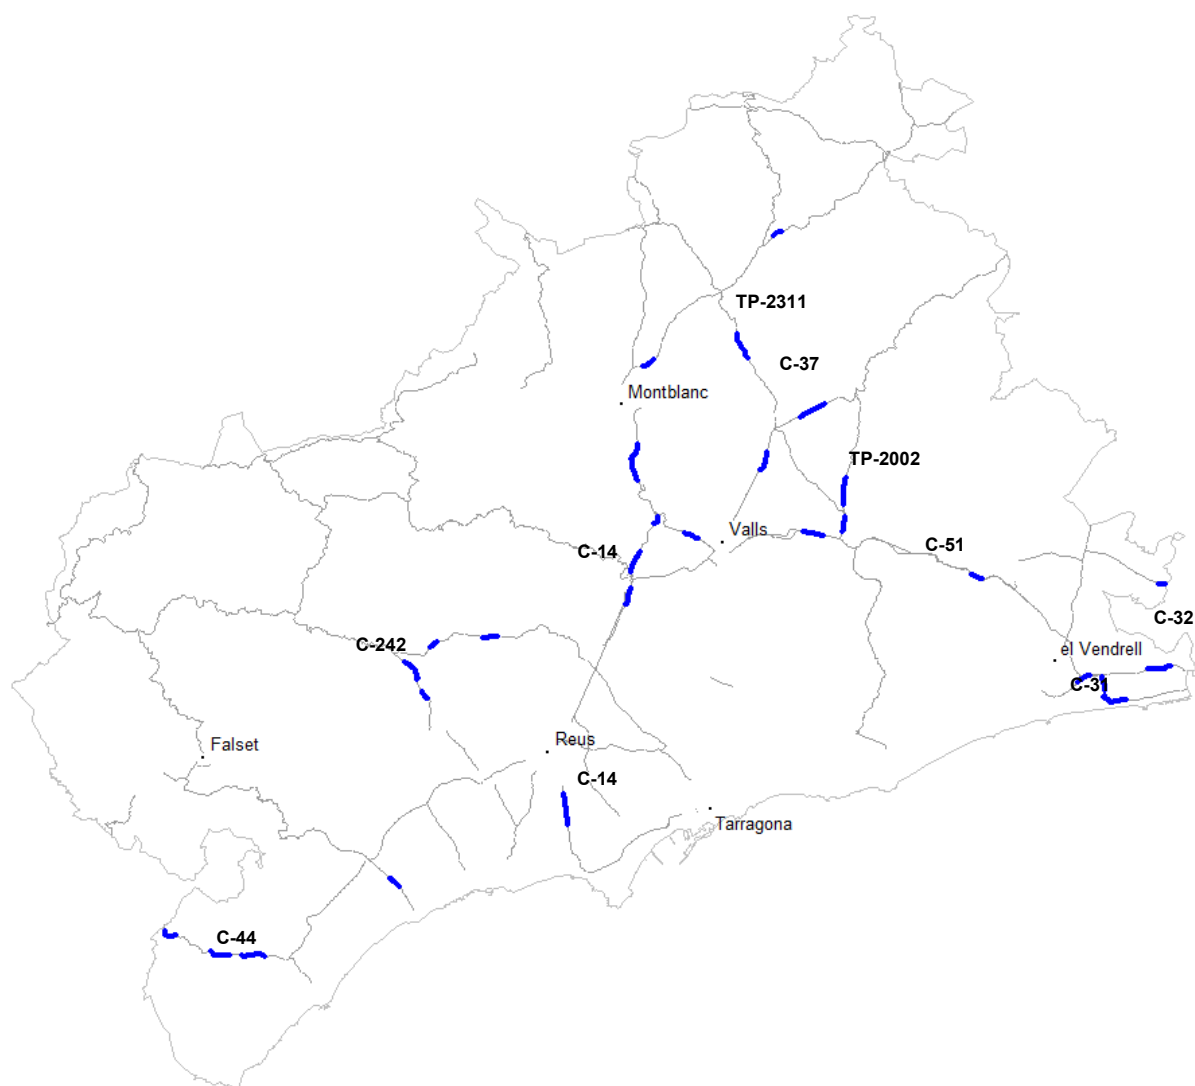 TP-2311
C-37
Montblanc
TP-2002
Valls
C-14
C-51
C-32
C-242
el Vendrell
C-31
Reus
Falset
C-14
Tarragona
C-44